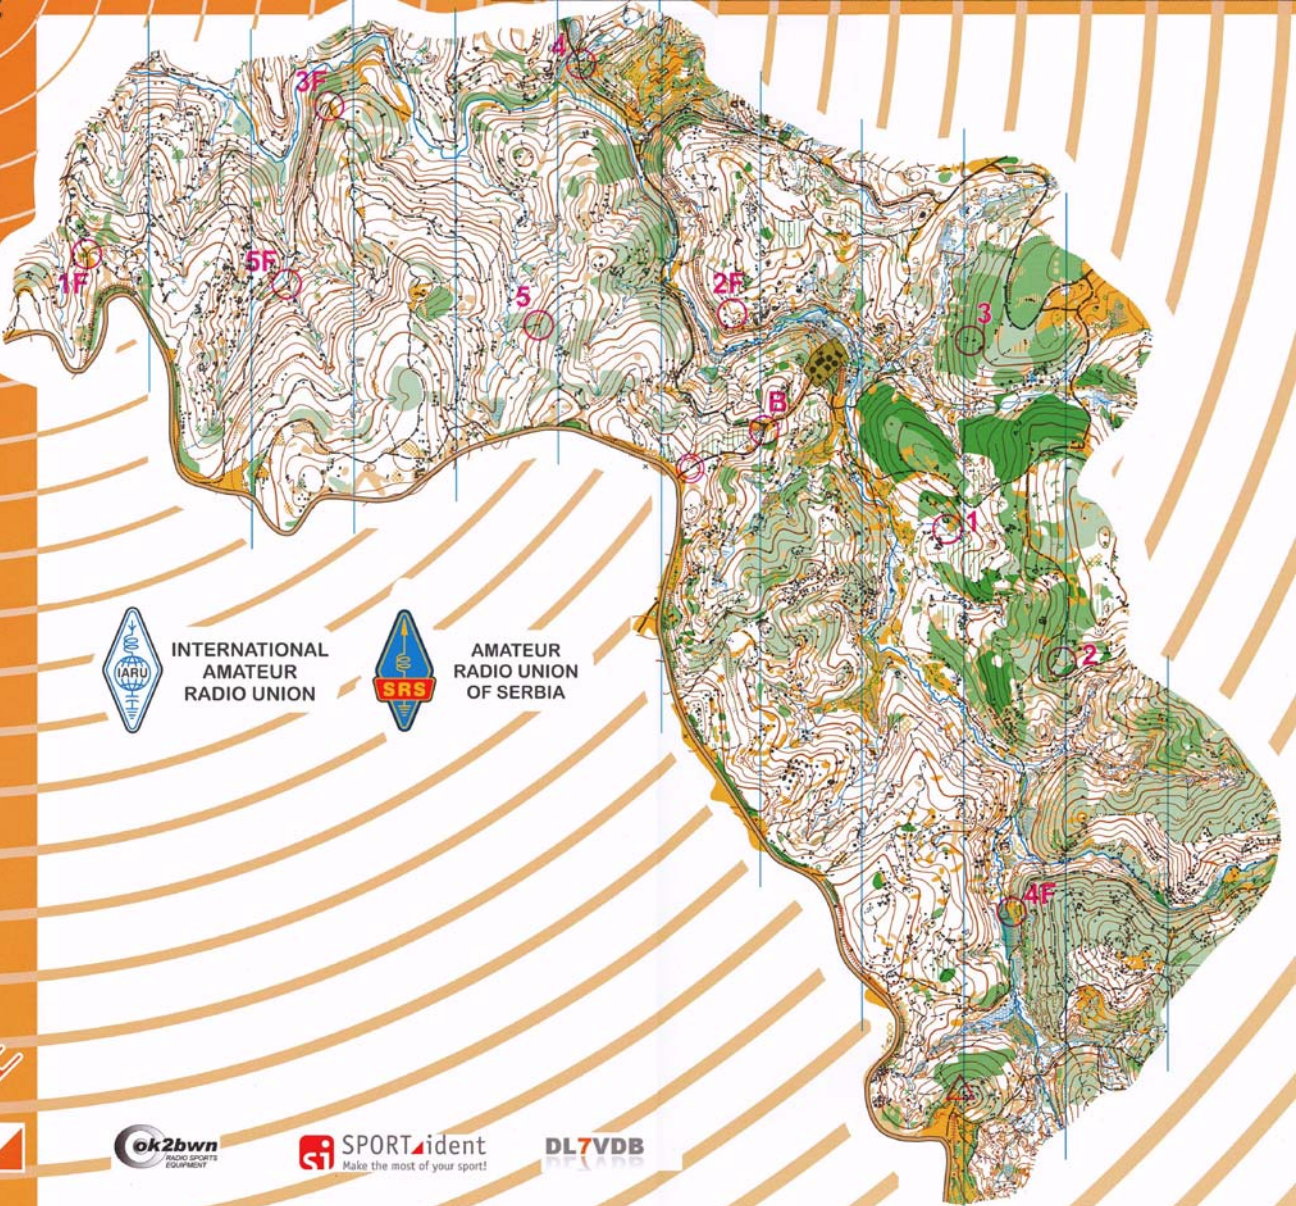 4
3F
1F
5F
5
2F
3
B
1
2
4F
IARU
INTERNATIONAL
AMATEUR
RADIO UNION
SRS
AMATEUR
RADIO UNION
OF SERBIA
ok2bwn
RADIO SPORTS
EQUIPMENT
SPORTident
Make the most of your sport!
DL7VDB